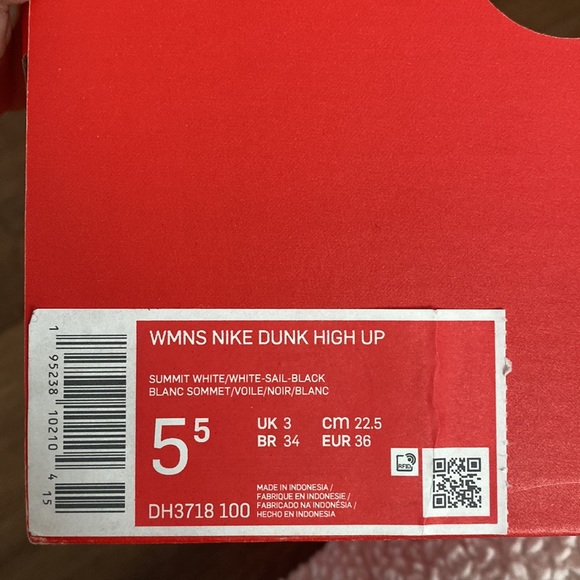 WMNS NIKE DUNK HIGH UP
SUMMIT WHITE/WHITE-SAIL-BLACK
BLANC SOMMET/VOILE/NOIR/BLANC
5⁵
UK 3 cm 22.5
BR 34 EUR 36
RFID
MADE IN INDONESIA /
FABRIQUE EN INDONESIE /
FABRICADO NA INDONÉSIA /
HECHO EN INDONESIA
DH3718 100
1 95238 10210 4 15